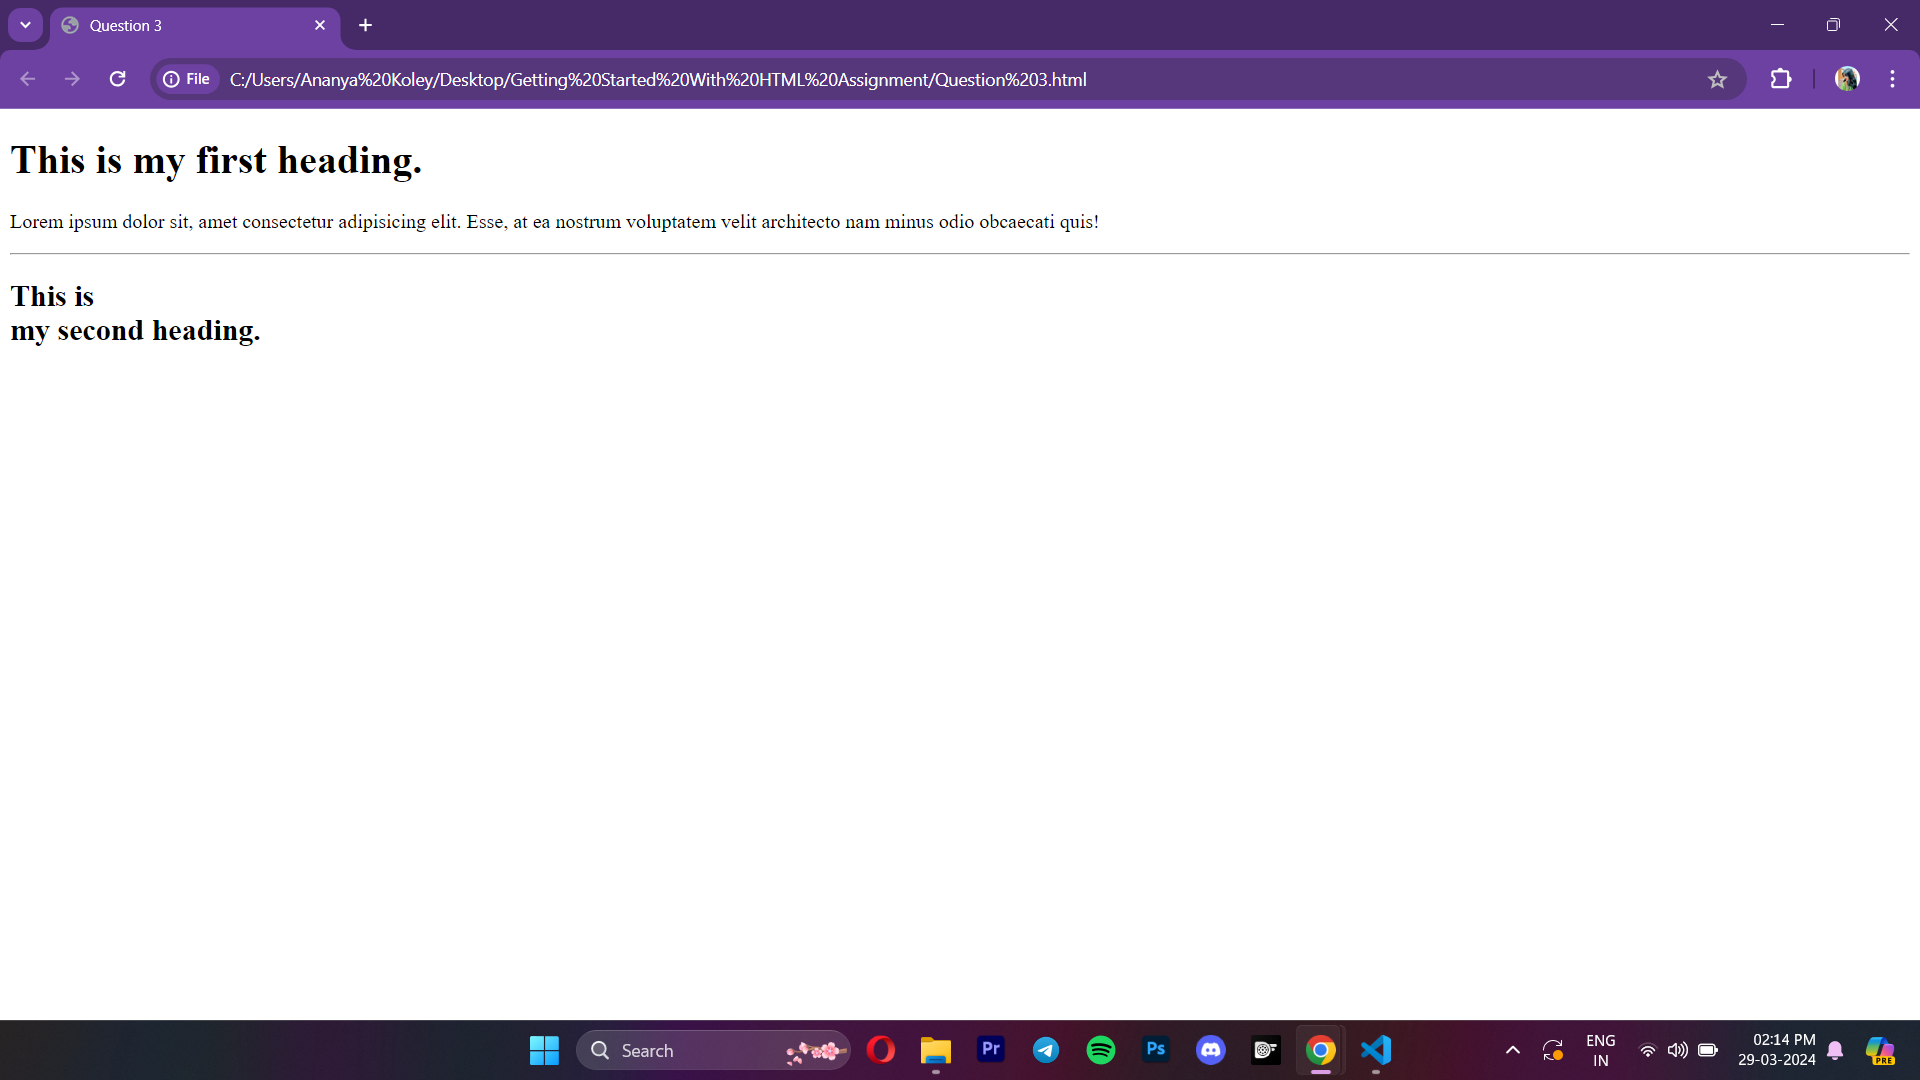 Question 3
File
C:/Users/Ananya%20Koley/Desktop/Getting%20Started%20With%20HTML%20Assignment/Question%203.html
This is my first heading.
Lorem ipsum dolor sit, amet consectetur adipisicing elit. Esse, at ea nostrum voluptatem velit architecto nam minus odio obcaecati quis!
This is
my second heading.
Search
Pr
Ps
ENG
IN
02:14 PM
29-03-2024
PRE